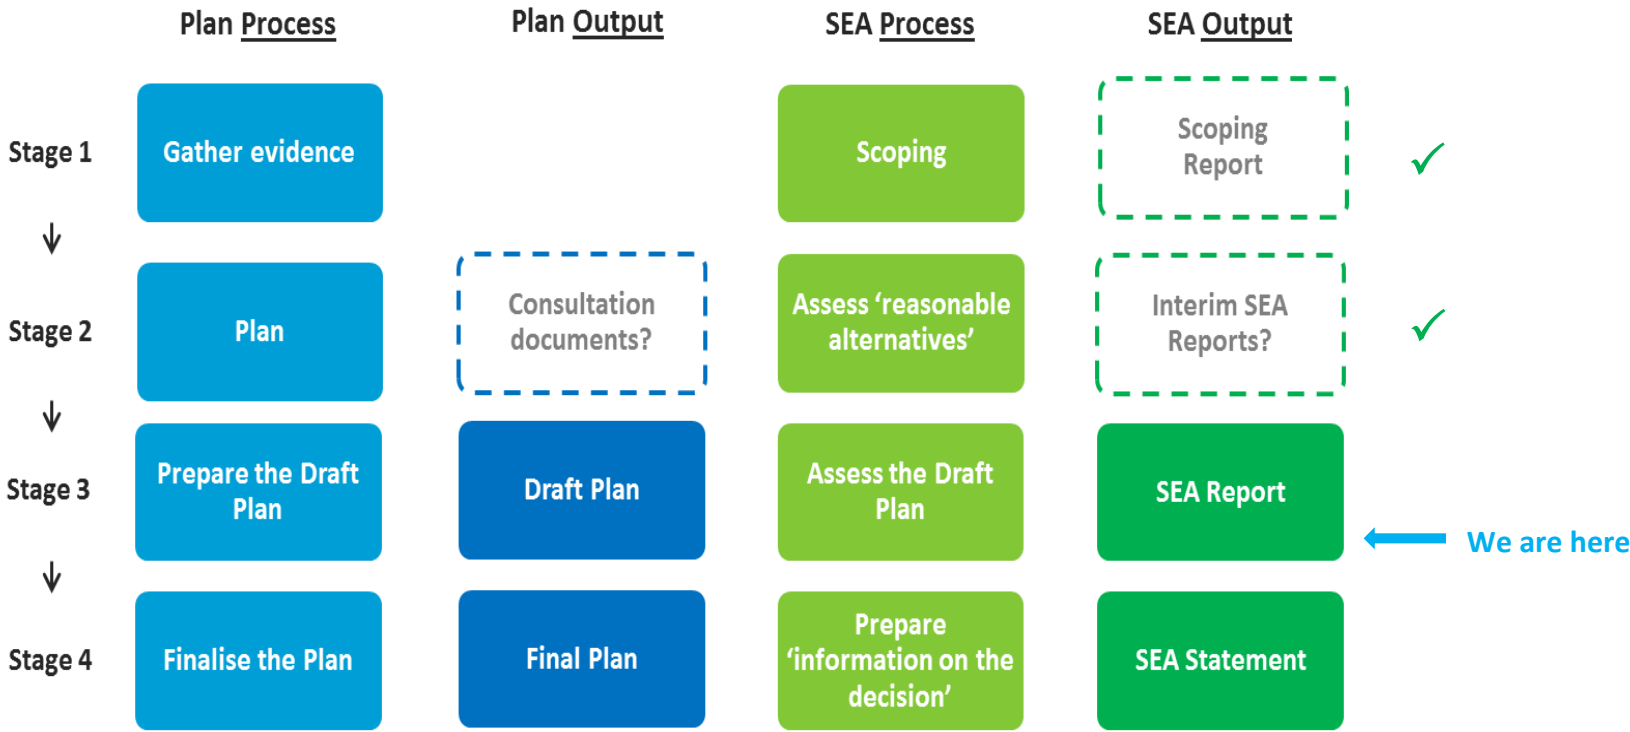 Plan Process
Plan Output
SEA Process
SEA Output
Stage 1
Gather evidence
Scoping
Scoping
Report
Stage 2
Plan
Consultation
documents?
Assess ‘reasonable
alternatives’
Interim SEA
Reports?
Stage 3
Prepare the Draft
Plan
Draft Plan
Assess the Draft
Plan
SEA Report
We are here
Stage 4
Finalise the Plan
Final Plan
Prepare
‘information on the
decision’
SEA Statement